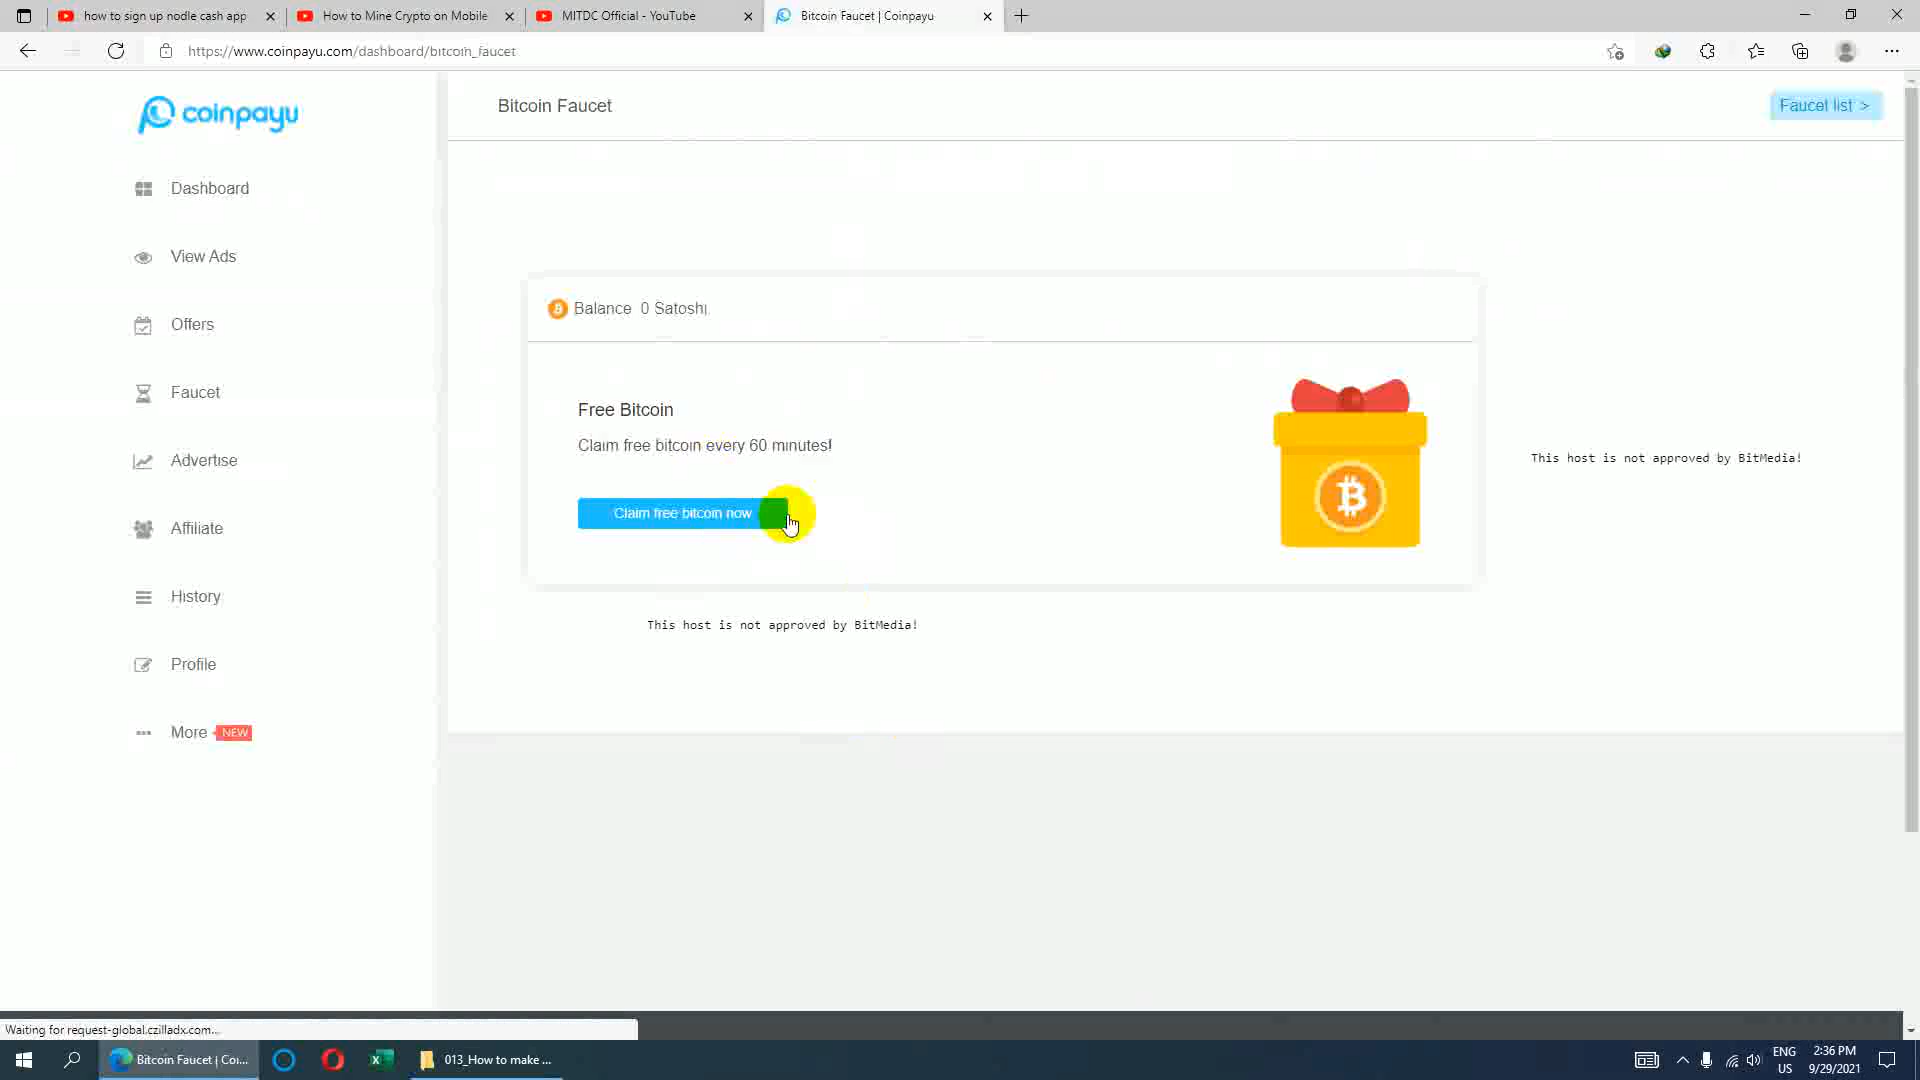 how to sign up nodle cash app
How to Mine Crypto on Mobile
MITDC Official - YouTube
Bitcoin Faucet | Coinpayu
https://www.coinpayu.com/dashboard/bitcoin_faucet
coinpayu
Bitcoin Faucet
Faucet list >
Dashboard
View Ads
Offers
Faucet
Advertise
Affiliate
History
Profile
More NEW
Balance 0 Satoshi
Free Bitcoin
Claim free bitcoin every 60 minutes!
Claim free bitcoin now
This host is not approved by BitMedia!
This host is not approved by BitMedia!
Waiting for request-global.czilladx.com...
Bitcoin Faucet | Coi...
013_How to make ...
ENG
US
2:36 PM
9/29/2021